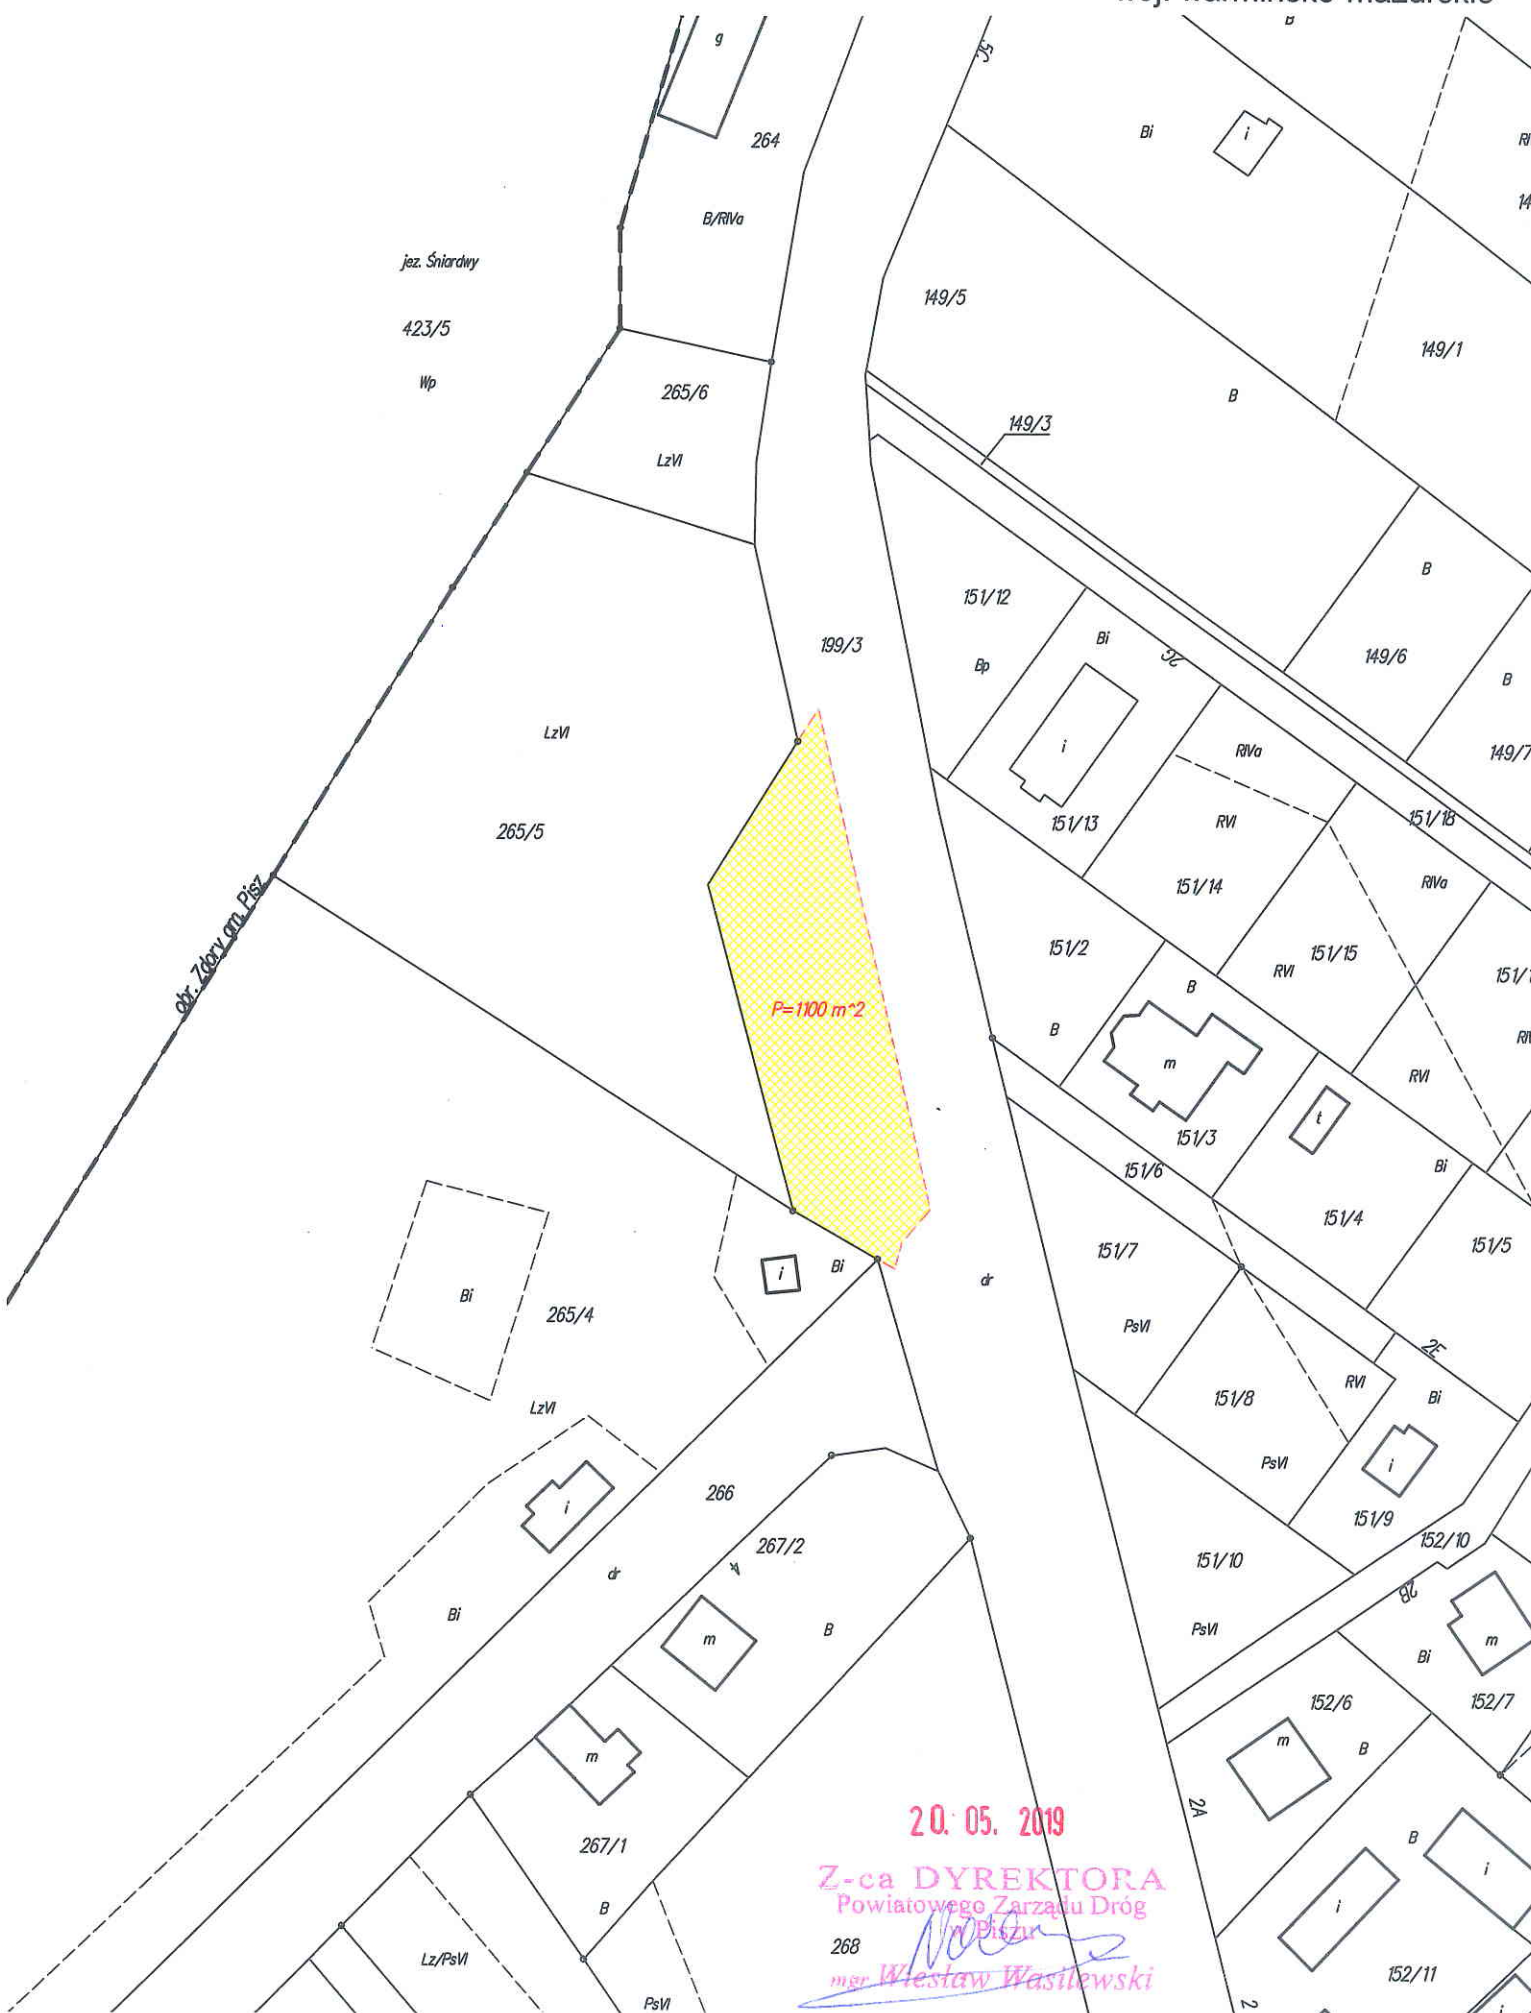 woj. warmińsko-mazurskie
B
g
5C
264
Bi
i
B/RIVa
jez. Śniardwy
149/5
423/5
149/1
Wp
265/6
B
149/3
LzVI
B
151/12
199/3
Bi
149/6
Bp
2G
B
LzVI
i
RIVa
149/7
265/5
151/13
RVI
151/18
151/14
RIVa
obr. Zdory gm. Pisz
151/2
151/15
RVI
B
P=1100 m^2
B
m
RVI
t
151/3
151/6
Bi
151/4
151/7
151/5
i
Bi
dr
Bi
265/4
PsVI
2E
RVI
LzVI
151/8
Bi
PsVI
i
266
i
151/9
267/2
152/10
151/10
4
dr
2B
Bi
B
PsVI
m
m
Bi
152/6
152/7
m
B
m
2A
20. 05. 2019
B
267/1
i
Z-ca DYREKTORA
Powiatowego Zarządu Dróg
B
i
w Piszu
268
Lz/PsVI
152/11
mgr Wiesław Wasilewski
PsVI
2
i